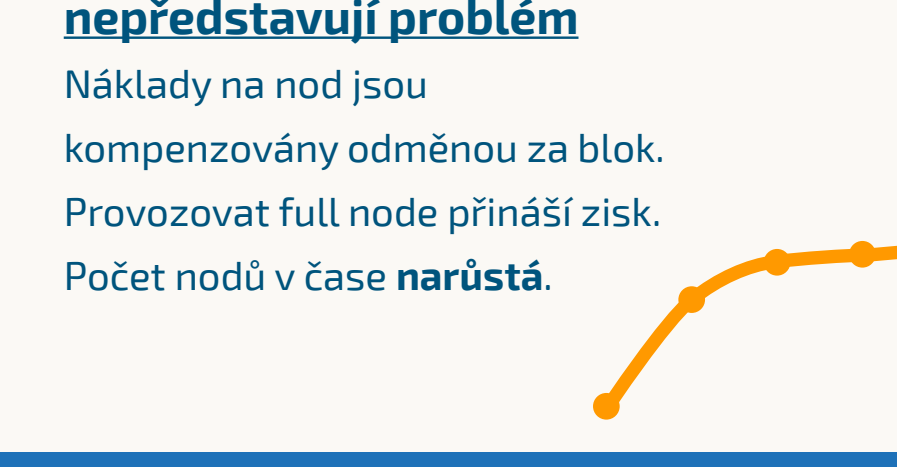 nepředstavují problém
Náklady na nod jsou
kompenzovány odměnou za blok.
Provozovat full node přináší zisk.
Počet nodů v čase narůstá.